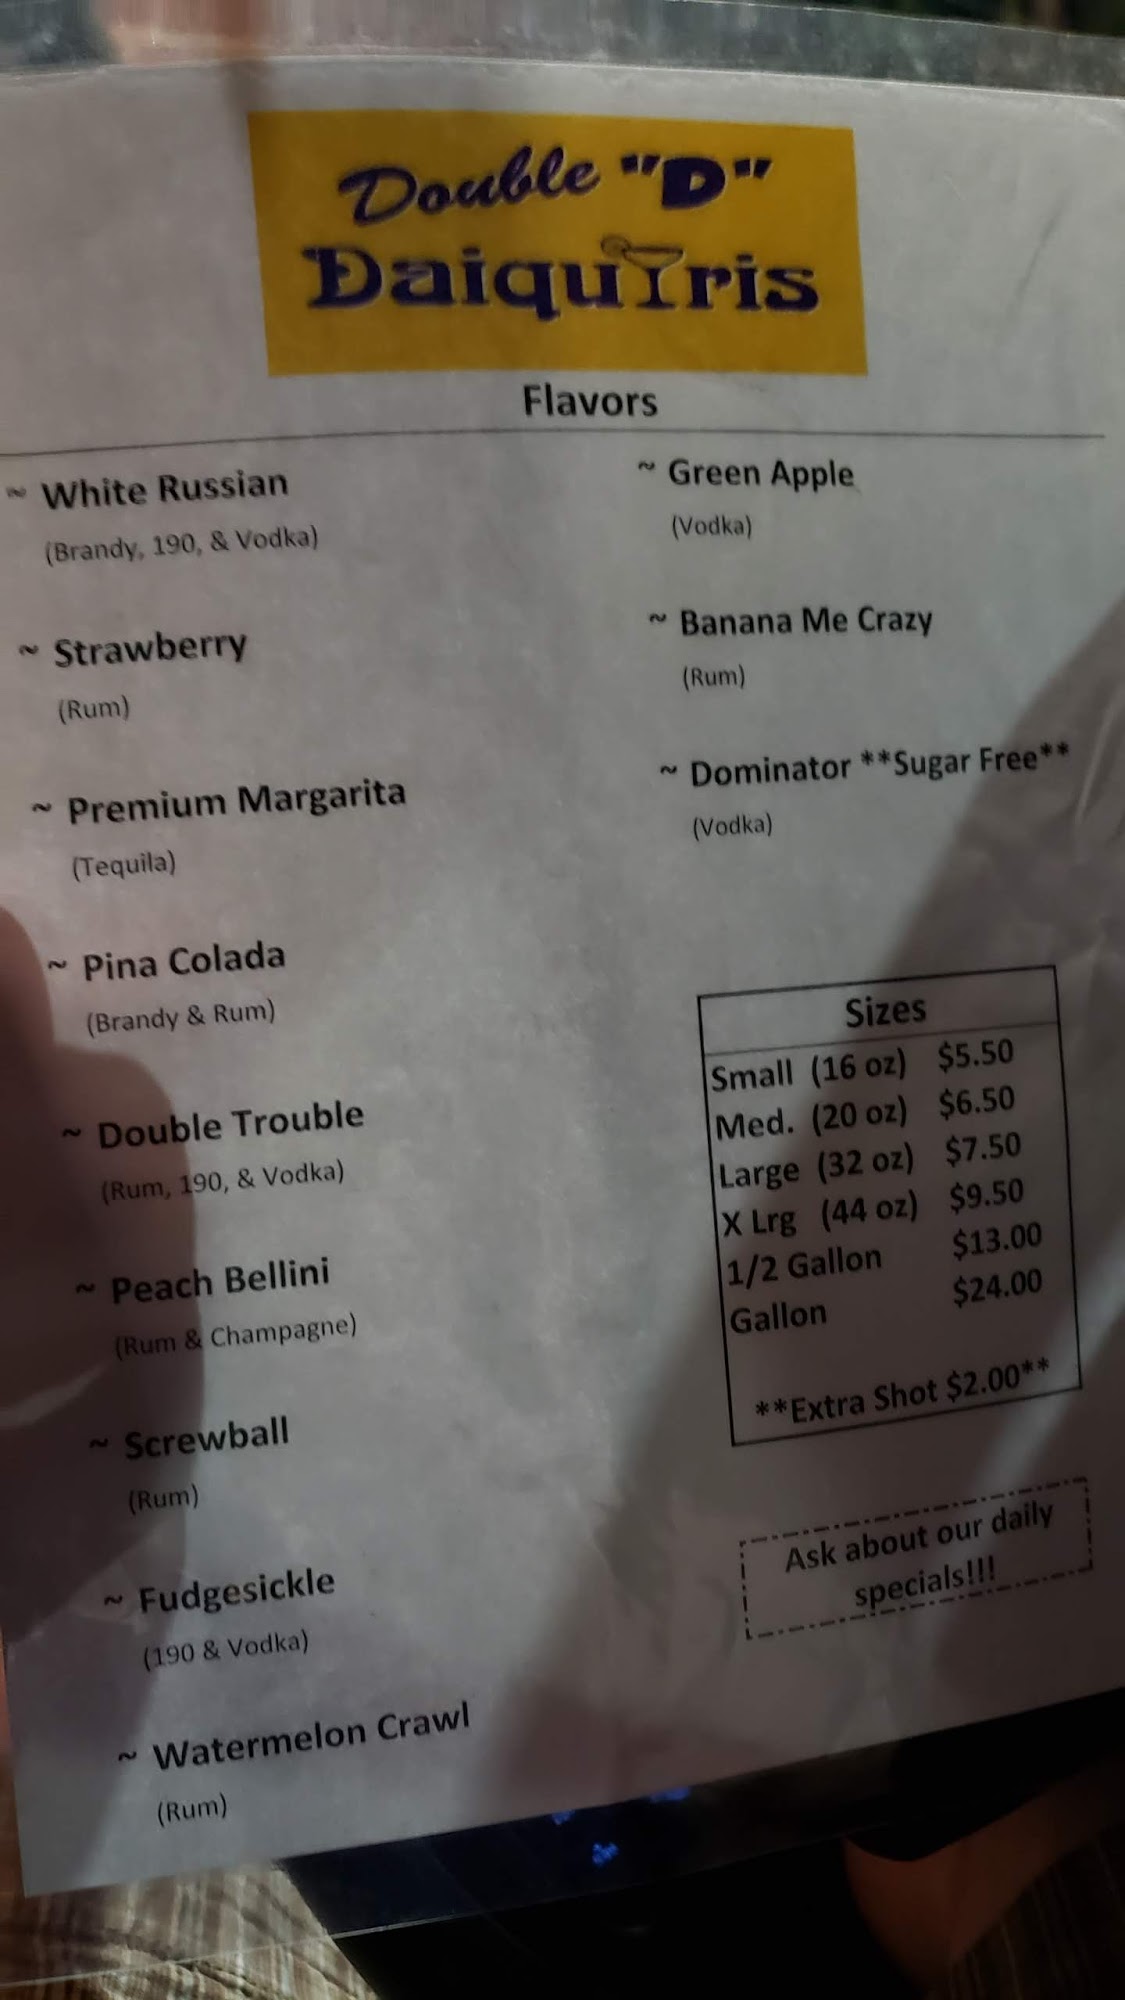 Double "D"
Daiquiris
Flavors
~ White Russian
(Brandy, 190, & Vodka)
~ Strawberry
(Rum)
~ Premium Margarita
(Tequila)
~ Pina Colada
(Brandy & Rum)
~ Double Trouble
(Rum, 190, & Vodka)
~ Peach Bellini
(Rum & Champagne)
~ Screwball
(Rum)
~ Fudgesickle
(190 & Vodka)
~ Watermelon Crawl
(Rum)
~ Green Apple
(Vodka)
~ Banana Me Crazy
(Rum)
~ Dominator **Sugar Free**
(Vodka)
Sizes
Small (16 oz) $5.50
Med. (20 oz) $6.50
Large (32 oz) $7.50
X Lrg (44 oz) $9.50
1/2 Gallon $13.00
Gallon $24.00
**Extra Shot $2.00**
Ask about our daily
specials!!!